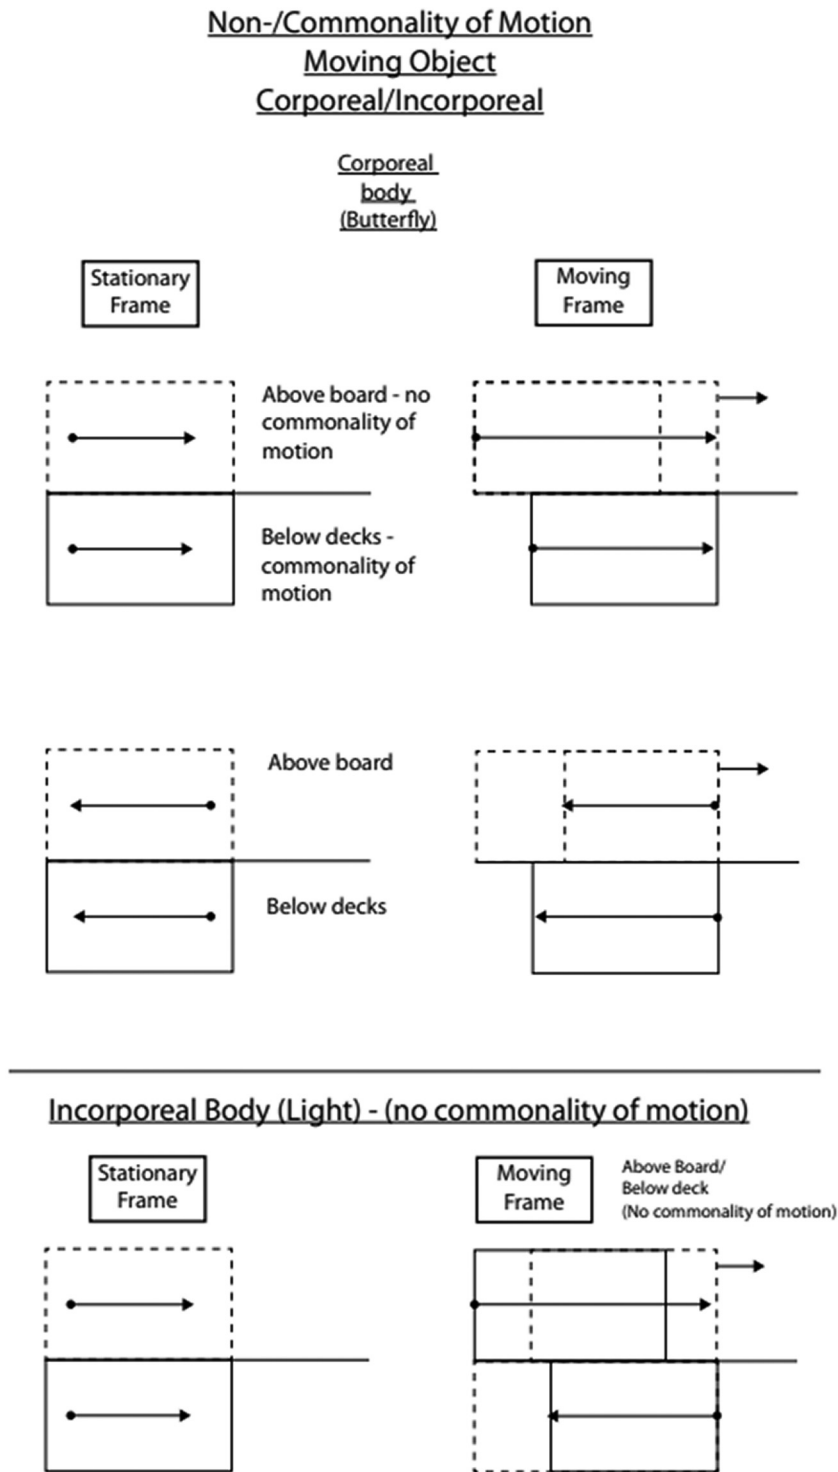 Non-/Commonality of Motion
Moving Object
Corporeal/Incorporeal
Corporeal
body
(Butterfly)
Stationary
Frame
Moving
Frame
Above board - no
commonality of
motion
Below decks -
commonality of
motion
Above board
Below decks
Incorporeal Body (Light) - (no commonality of motion)
Stationary
Frame
Moving
Frame
Above Board/
Below deck
(No commonality of motion)